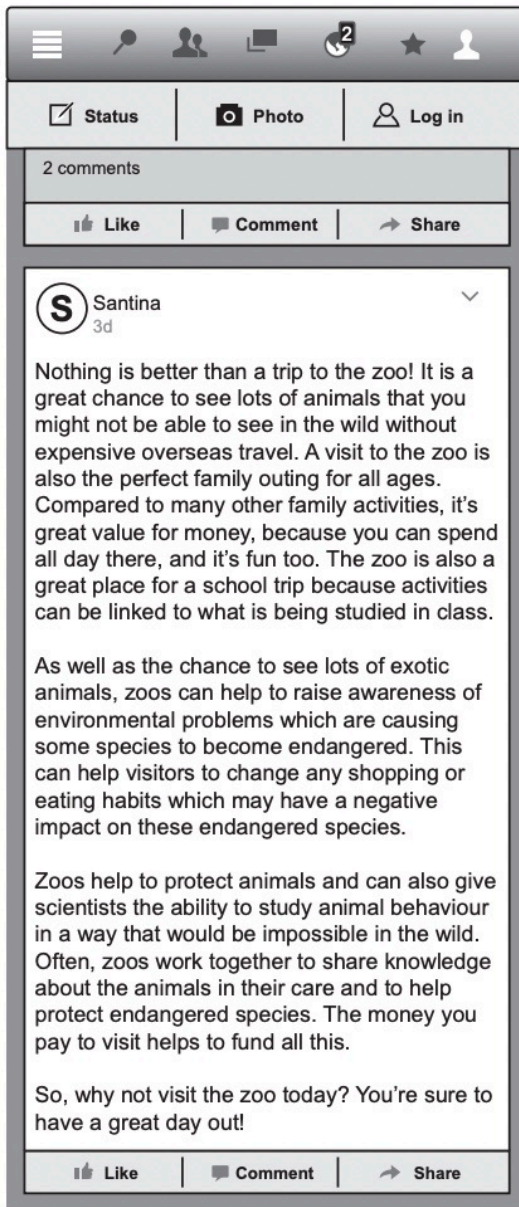 2
Status Photo Log in
2 comments
Like Comment Share
S Santina
3d
Nothing is better than a trip to the zoo! It is a
great chance to see lots of animals that you
might not be able to see in the wild without
expensive overseas travel. A visit to the zoo is
also the perfect family outing for all ages.
Compared to many other family activities, it’s
great value for money, because you can spend
all day there, and it’s fun too. The zoo is also a
great place for a school trip because activities
can be linked to what is being studied in class.
As well as the chance to see lots of exotic
animals, zoos can help to raise awareness of
environmental problems which are causing
some species to become endangered. This
can help visitors to change any shopping or
eating habits which may have a negative
impact on these endangered species.
Zoos help to protect animals and can also give
scientists the ability to study animal behaviour
in a way that would be impossible in the wild.
Often, zoos work together to share knowledge
about the animals in their care and to help
protect endangered species. The money you
pay to visit helps to fund all this.
So, why not visit the zoo today? You’re sure to
have a great day out!
Like Comment Share